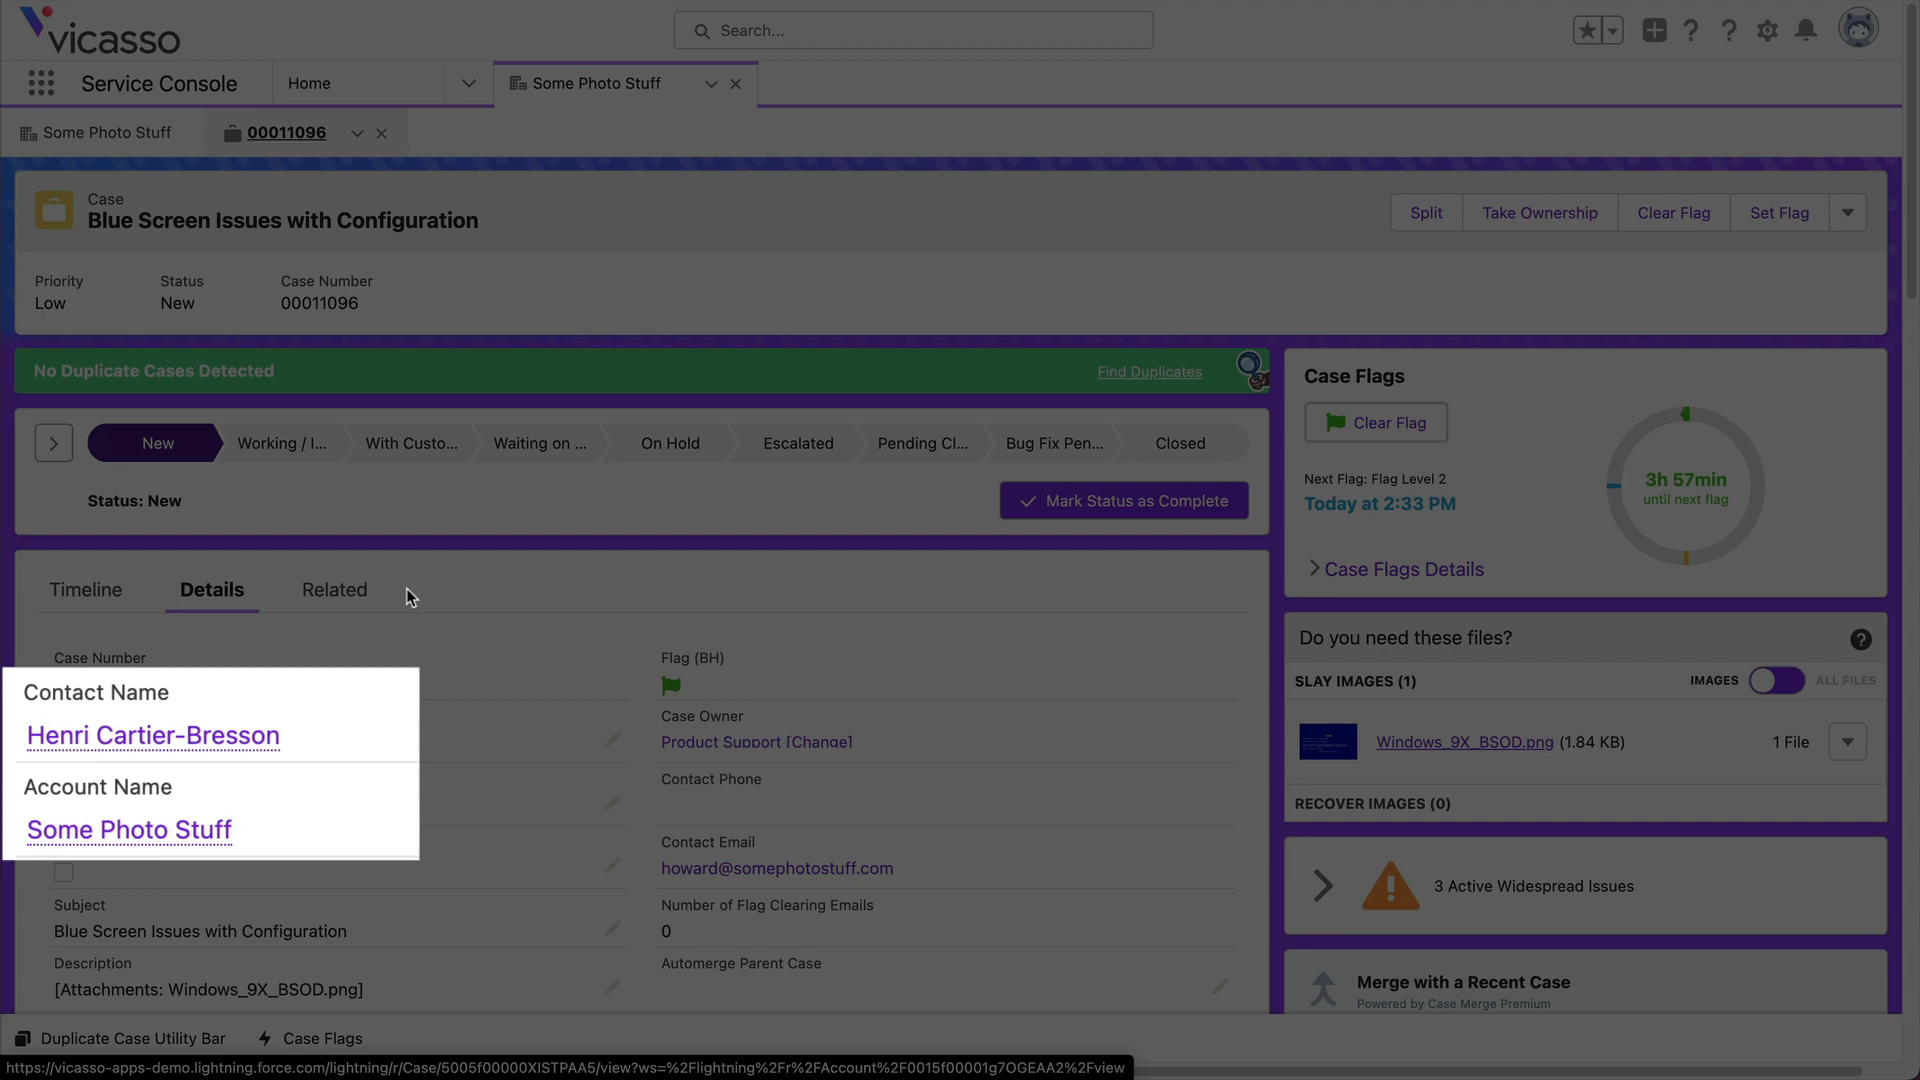 vicasso
Search...
Service Console
Home
Some Photo Stuff
Some Photo Stuff
00011096
Case
Blue Screen Issues with Configuration
Split
Take Ownership
Clear Flag
Set Flag
Priority
Status
Case Number
Low
New
00011096
No Duplicate Cases Detected
Find Duplicates
New
Working / I...
With Custo...
Waiting on ...
On Hold
Escalated
Pending Cl...
Bug Fix Pen...
Closed
Status: New
Mark Status as Complete
Timeline
Details
Related
Case Number
Contact Name
Henri Cartier-Bresson
Account Name
Some Photo Stuff
Subject
Blue Screen Issues with Configuration
Description
[Attachments: Windows_9X_BSOD.png]
Flag (BH)
Case Owner
Product Support [Change]
Contact Phone
Contact Email
howard@somephotostuff.com
Number of Flag Clearing Emails
0
Automerge Parent Case
Case Flags
Clear Flag
Next Flag: Flag Level 2
Today at 2:33 PM
3h 57min
until next flag
Case Flags Details
Do you need these files?
SLAY IMAGES (1)
IMAGES
ALL FILES
Windows_9X_BSOD.png (1.84 KB)
1 File
RECOVER IMAGES (0)
3 Active Widespread Issues
Merge with a Recent Case
Powered by Case Merge Premium
Duplicate Case Utility Bar
Case Flags
https://vicasso-apps-demo.lightning.force.com/lightning/r/Case/5005f00000XISTPAA5/view?ws=%2Flightning%2Fr%2FAccount%2F0015f00001g7OGEAA2%2Fview